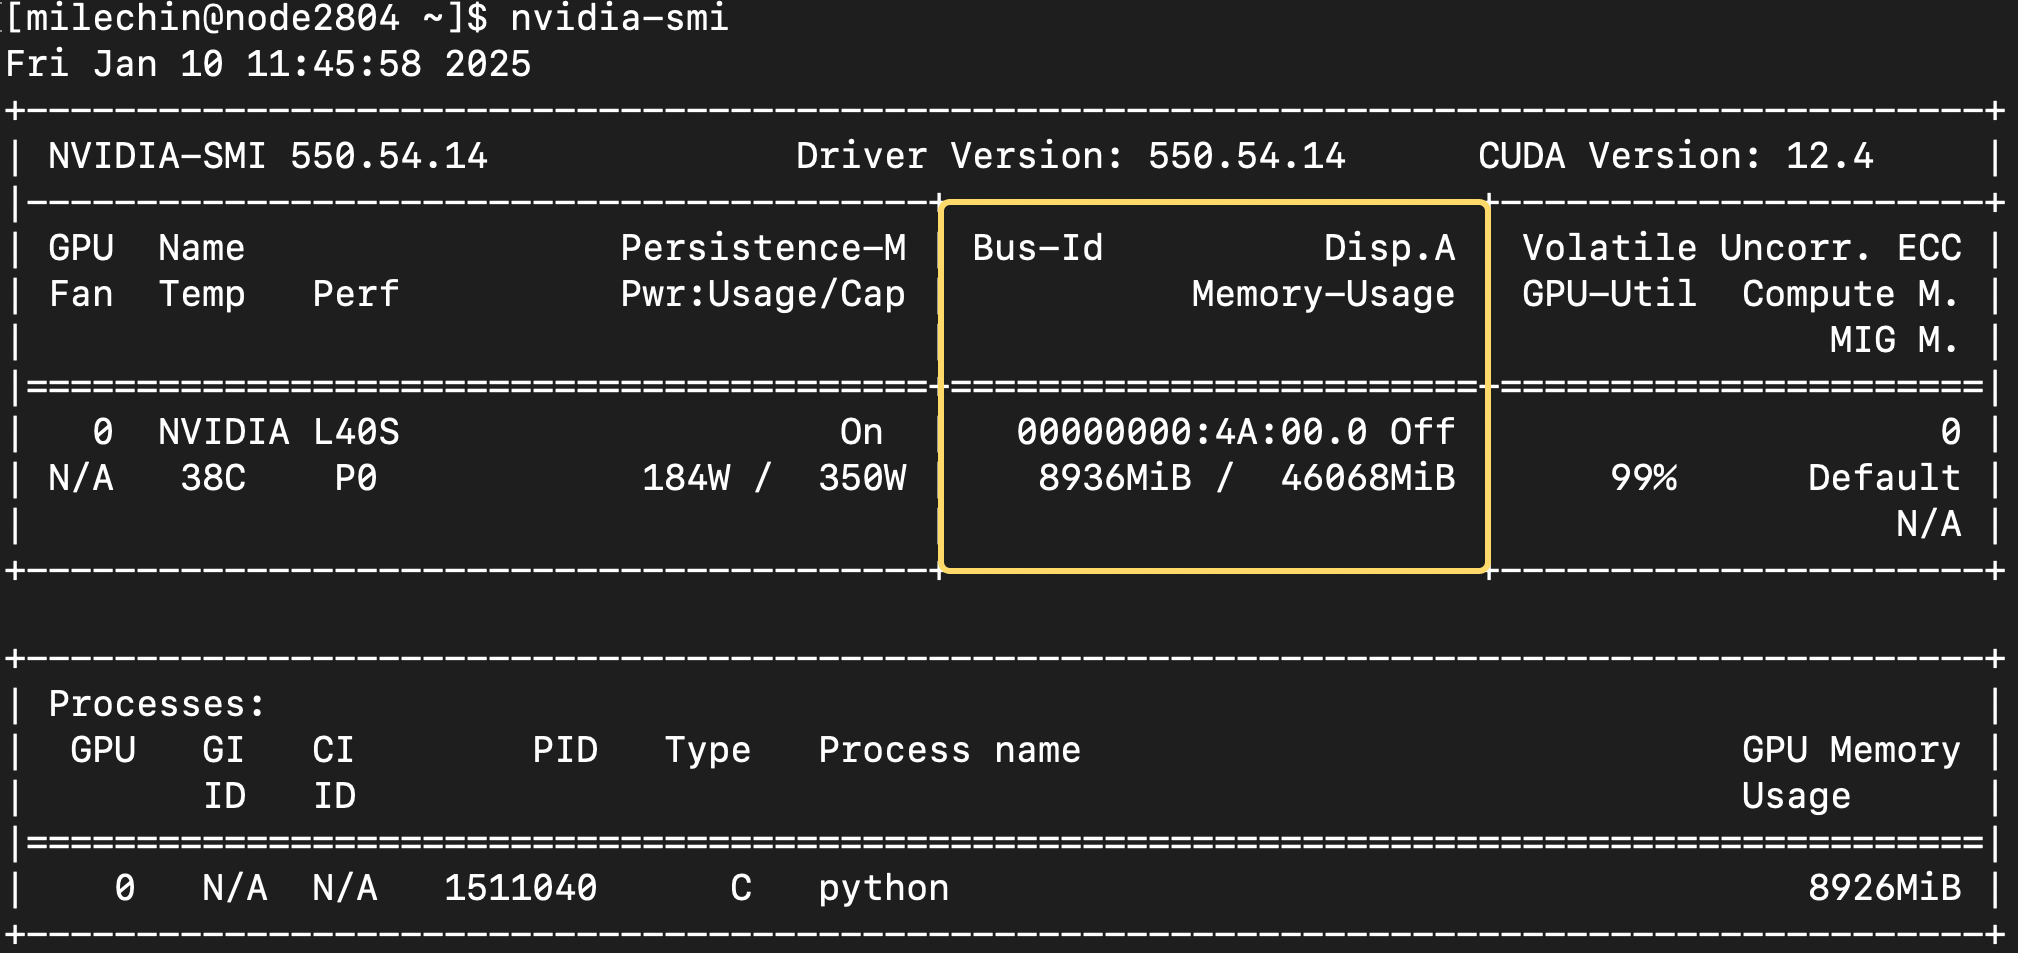 [milechin@node2804 ~]$ nvidia-smi
Fri Jan 10 11:45:58 2025
+-----------------------------------------------------------------------------------------+
| NVIDIA-SMI 550.54.14              Driver Version: 550.54.14      CUDA Version: 12.4     |
|-----------------------------------------+------------------------+----------------------+
| GPU  Name                 Persistence-M | Bus-Id          Disp.A | Volatile Uncorr. ECC |
| Fan  Temp   Perf          Pwr:Usage/Cap |           Memory-Usage | GPU-Util  Compute M. |
|                                         |                        |               MIG M. |
|=========================================+========================+======================|
|   0  NVIDIA L40S                    On  |   00000000:4A:00.0 Off |                    0 |
| N/A   38C    P0            184W /  350W |    8936MiB /  46068MiB |     99%      Default |
|                                         |                        |                  N/A |
+-----------------------------------------+------------------------+----------------------+
+-----------------------------------------------------------------------------------------+
| Processes:                                                                              |
|  GPU   GI   CI        PID   Type   Process name                              GPU Memory |
|        ID   ID                                                               Usage      |
|=========================================================================================|
|    0   N/A  N/A   1511040      C   python                                       8926MiB |
+-----------------------------------------------------------------------------------------+